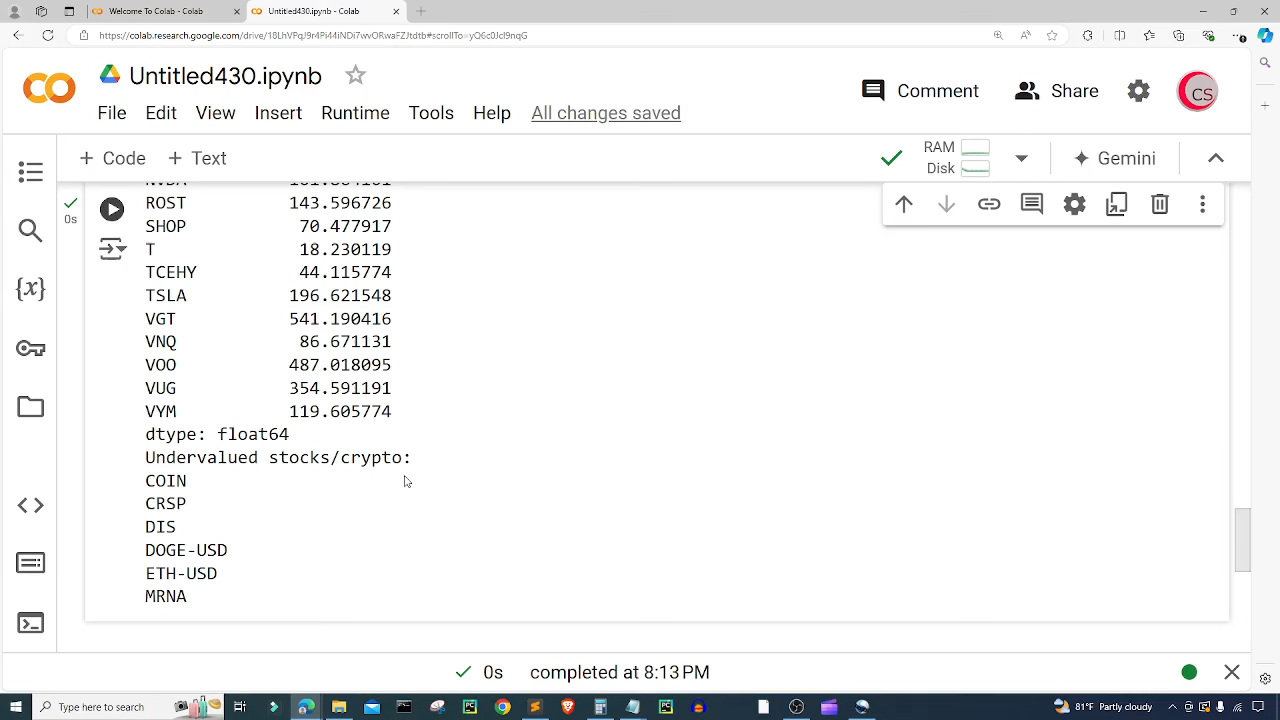 Welcome To Colab - Colab
Untitled430.ipynb - Colab
https://colab.research.google.com/drive/
Untitled430.ipynb
Comment
Share
CS
File Edit View Insert Runtime Tools Help All changes saved
+ Code + Text
RAM
Disk
Gemini
0s
ROST 143.596726
SHOP 70.477917
T 18.230119
TCEHY 44.115774
TSLA 196.621548
VGT 541.190416
VNQ 86.671131
VOO 487.018095
VUG 354.591191
VYM 119.605774
dtype: float64
Undervalued stocks/crypto:
COIN
CRSP
DIS
DOGE-USD
ETH-USD
MRNA
{x}
0s completed at 8:13 PM
Type here to search
81°F Partly cloudy